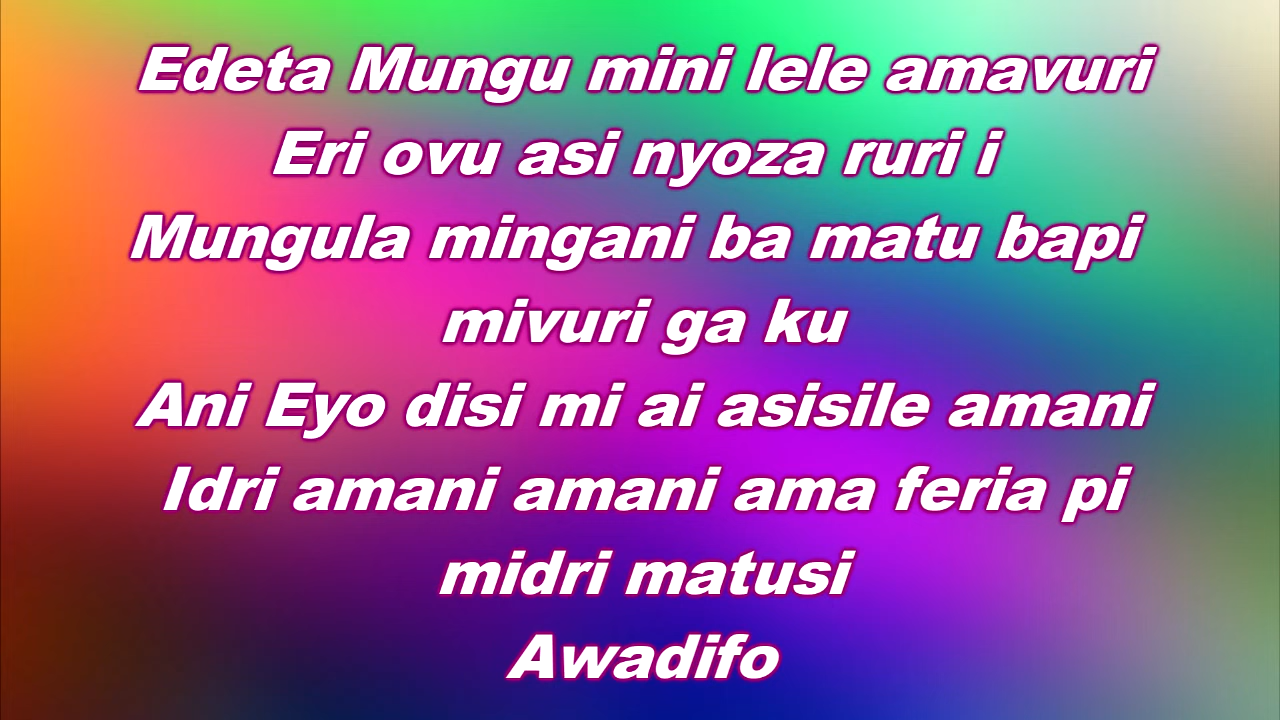 Edeta Mungu mini lele amavuri
Eri ovu asi nyoza ruri i
Mungula mingani ba matu bapi
mivuri ga ku
Ani Eyo disi mi ai asisile amani
Idri amani amani ama feria pi
midri matusi
Awadifo